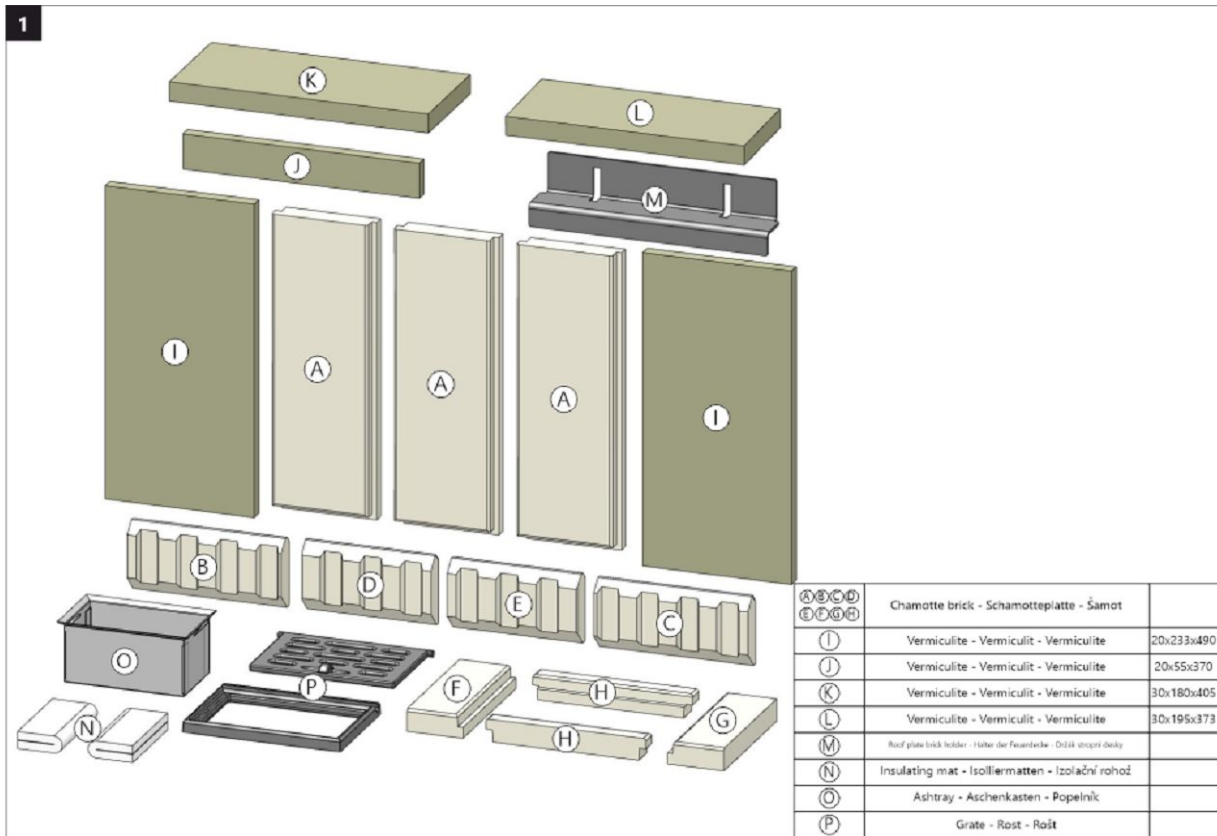 1
K
L
J
M
I
A
A
A
I
B
D
E
C
O
P
F
H
G
N
H
A B C D
E F G H
Chamotte brick - Schamotteplatte - Šamot
I Vermiculite - Vermiculit - Vermiculite 20x233x490
J Vermiculite - Vermiculit - Vermiculite 20x55x370
K Vermiculite - Vermiculit - Vermiculite 30x180x405
L Vermiculite - Vermiculit - Vermiculite 30x195x373
M Roof plate brick holder - Halter der Feuerdecke - Držák stropní desky
N Insulating mat - Isolliermatten - Izolační rohož
O Ashtray - Aschenkasten - Popelník
P Grate - Rost - Rošt